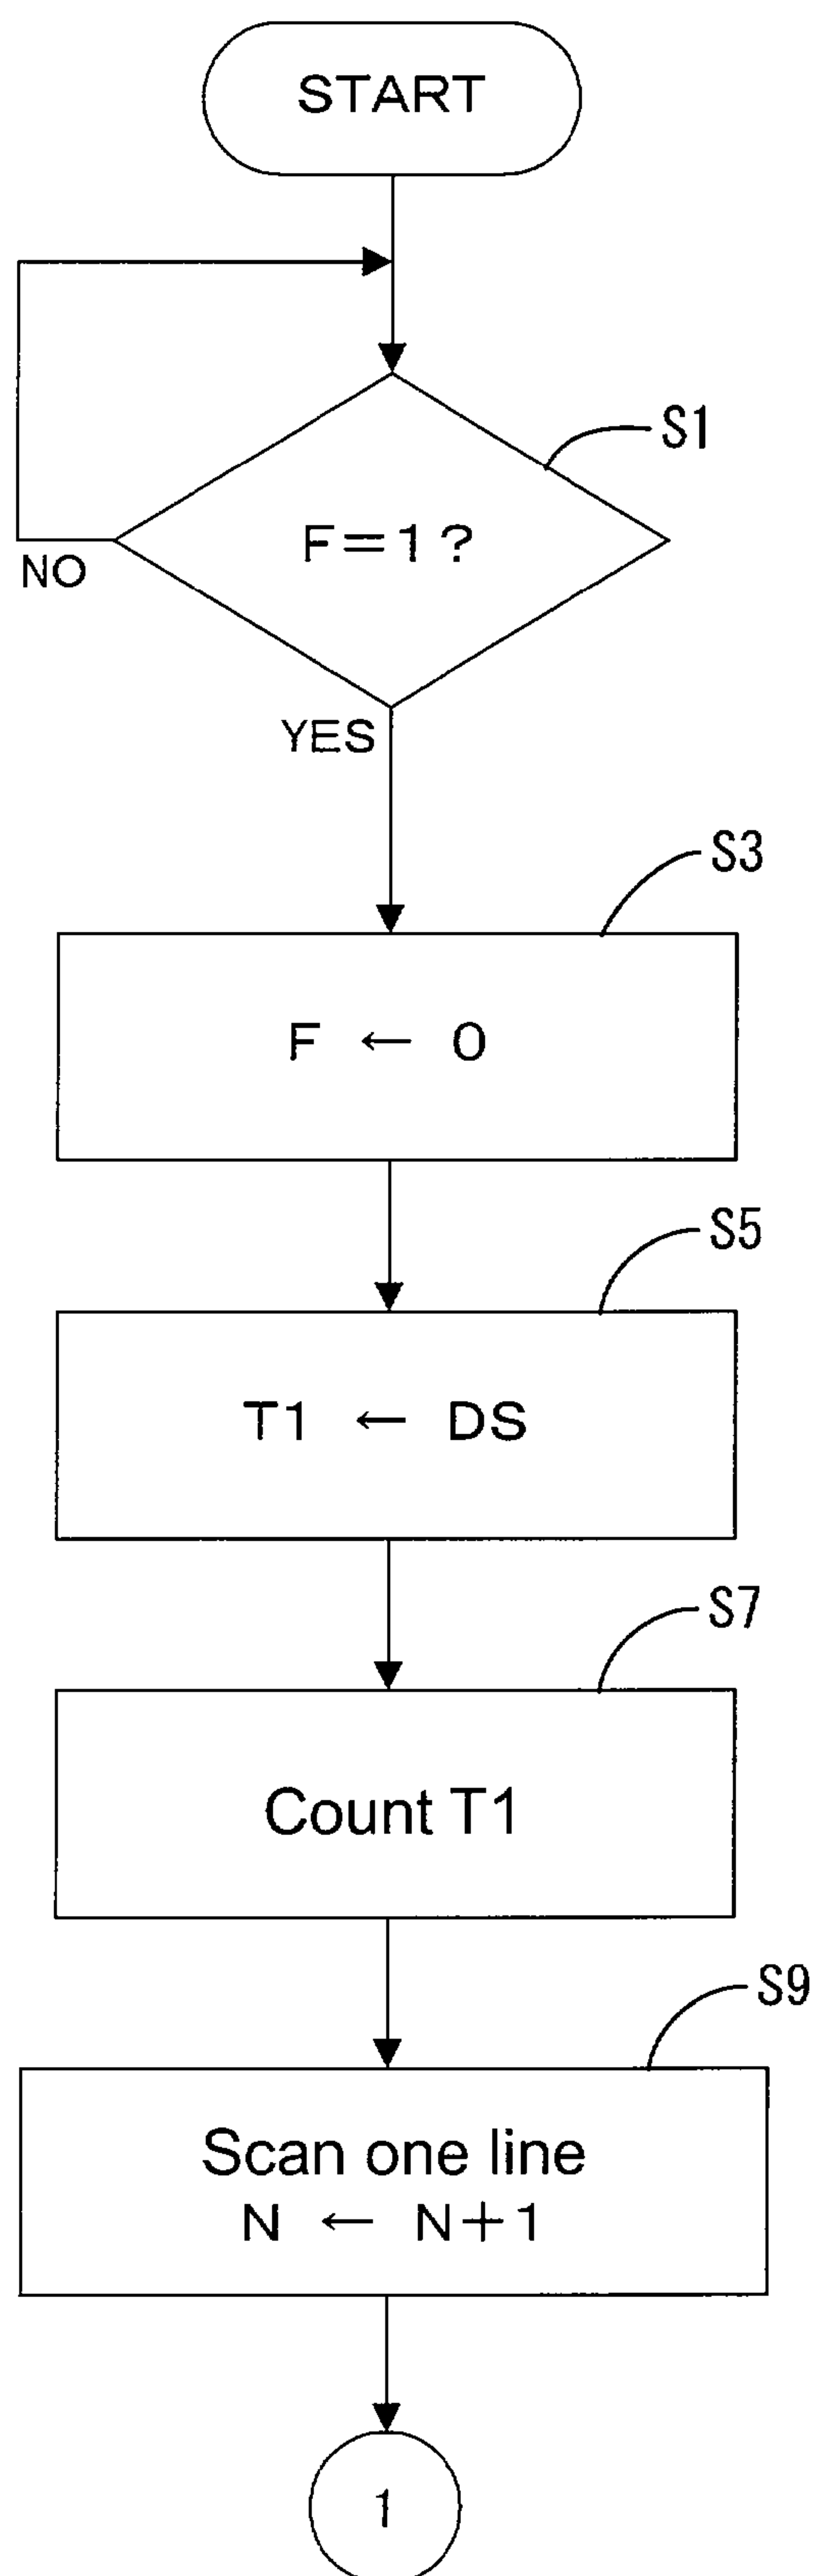 START
S1
F=1?
NO
YES
S3
F ← 0
S5
T1 ← DS
S7
Count T1
S9
Scan one line
N ← N+1
1